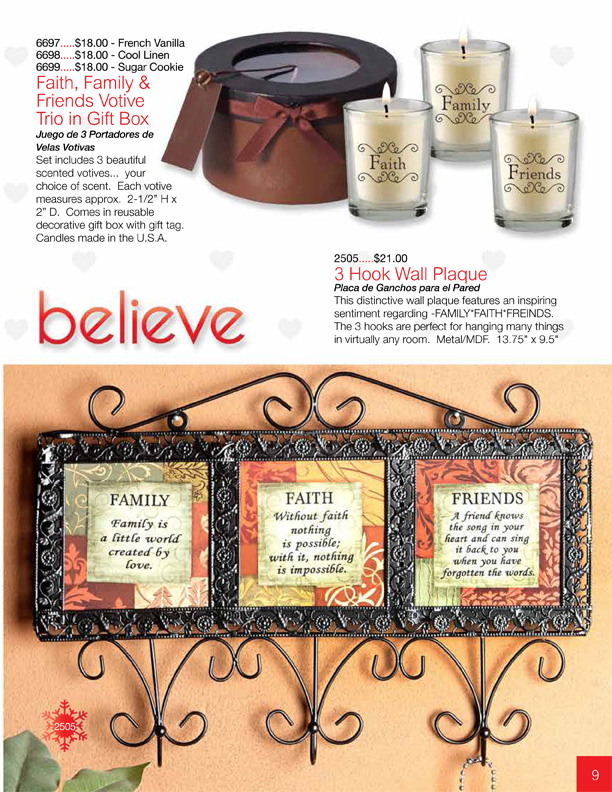 6697.....$18.00 - French Vanilla
6698.....$18.00 - Cool Linen
6699.....$18.00 - Sugar Cookie
Faith, Family &
Friends Votive
Trio in Gift Box
Juego de 3 Portadores de
Velas Votivas
Set includes 3 beautiful
scented votives... your
choice of scent. Each votive
measures approx. 2-1/2” H x
2” D. Comes in reusable
decorative gift box with gift tag.
Candles made in the U.S.A.
Family
Faith
Friends
2505.....$21.00
3 Hook Wall Plaque
Placa de Ganchos para el Pared
This distinctive wall plaque features an inspiring
sentiment regarding -FAMILY*FAITH*FREINDS.
The 3 hooks are perfect for hanging many things
in virtually any room. Metal/MDF. 13.75" x 9.5"
believe
FAMILY
Family is
a little world
created by
love.
FAITH
Without faith
nothing
is possible;
with it, nothing
is impossible.
FRIENDS
A friend knows
the song in your
heart and can sing
it back to you
when you have
forgotten the words.
2505
9